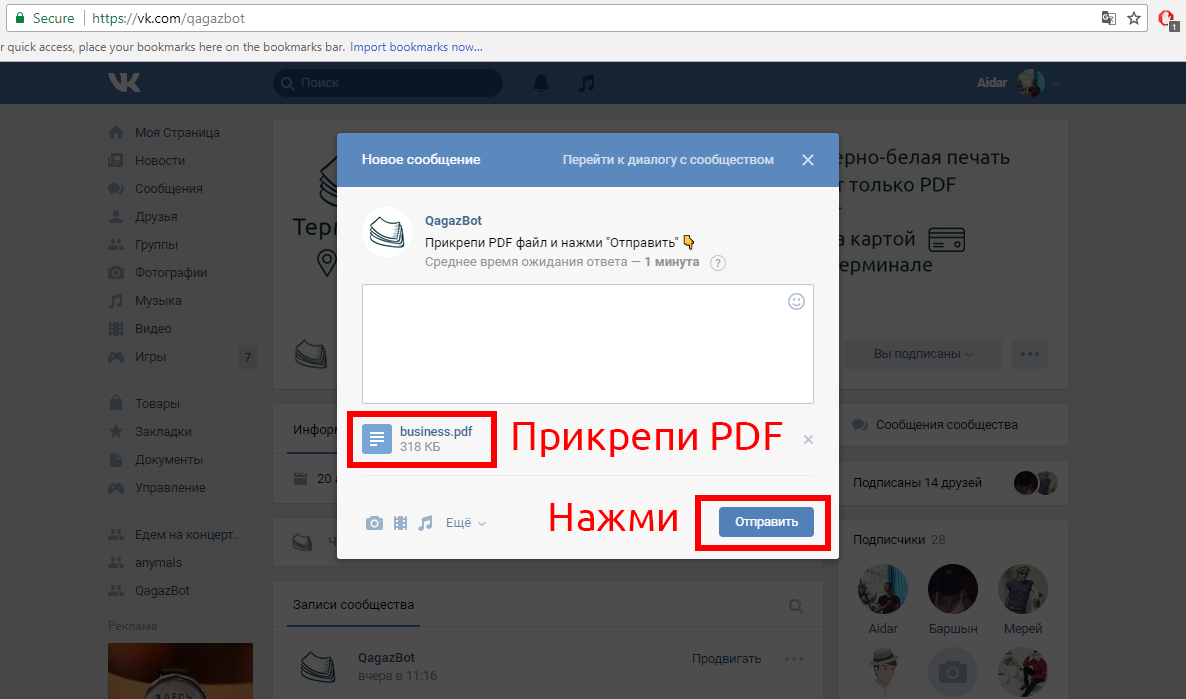 Secure
https://vk.com/qagazbot
1
r quick access, place your bookmarks here on the bookmarks bar. Import bookmarks now...
Поиск
Aidar
Моя Страница
Новости
Сообщения
Друзья
Группы
Фотографии
Музыка
Видео
Игры
7
Товары
Закладки
Документы
Управление
Едем на концерт..
anymals
QagazBot
Реклама
Новое сообщение
Перейти к диалогу с сообществом
QagazBot
Прикрепи PDF файл и нажми "Отправить"
Среднее время ожидания ответа — 1 минута
?
business.pdf
318 КБ
Прикрепи PDF
Нажми
Ещё
Отправить
рно-белая печать
только PDF
а картой
ерминале
Вы подписаны
Сообщения сообщества
Подписаны 14 друзей
Подписчики 28
Aidar
Баршын
Мерей
Записи сообщества
QagazBot
вчера в 11:16
Продвигать